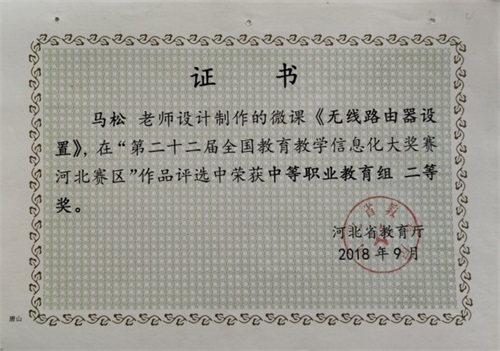 证 书
马松 老师设计制作的微课《无线路由器设
置》，在“第二十二届全国教育教学信息化大奖赛
河北赛区”作品评选中荣获中等职业教育组 二等
奖。
河北省教育厅
2018 年 9 月
唐山